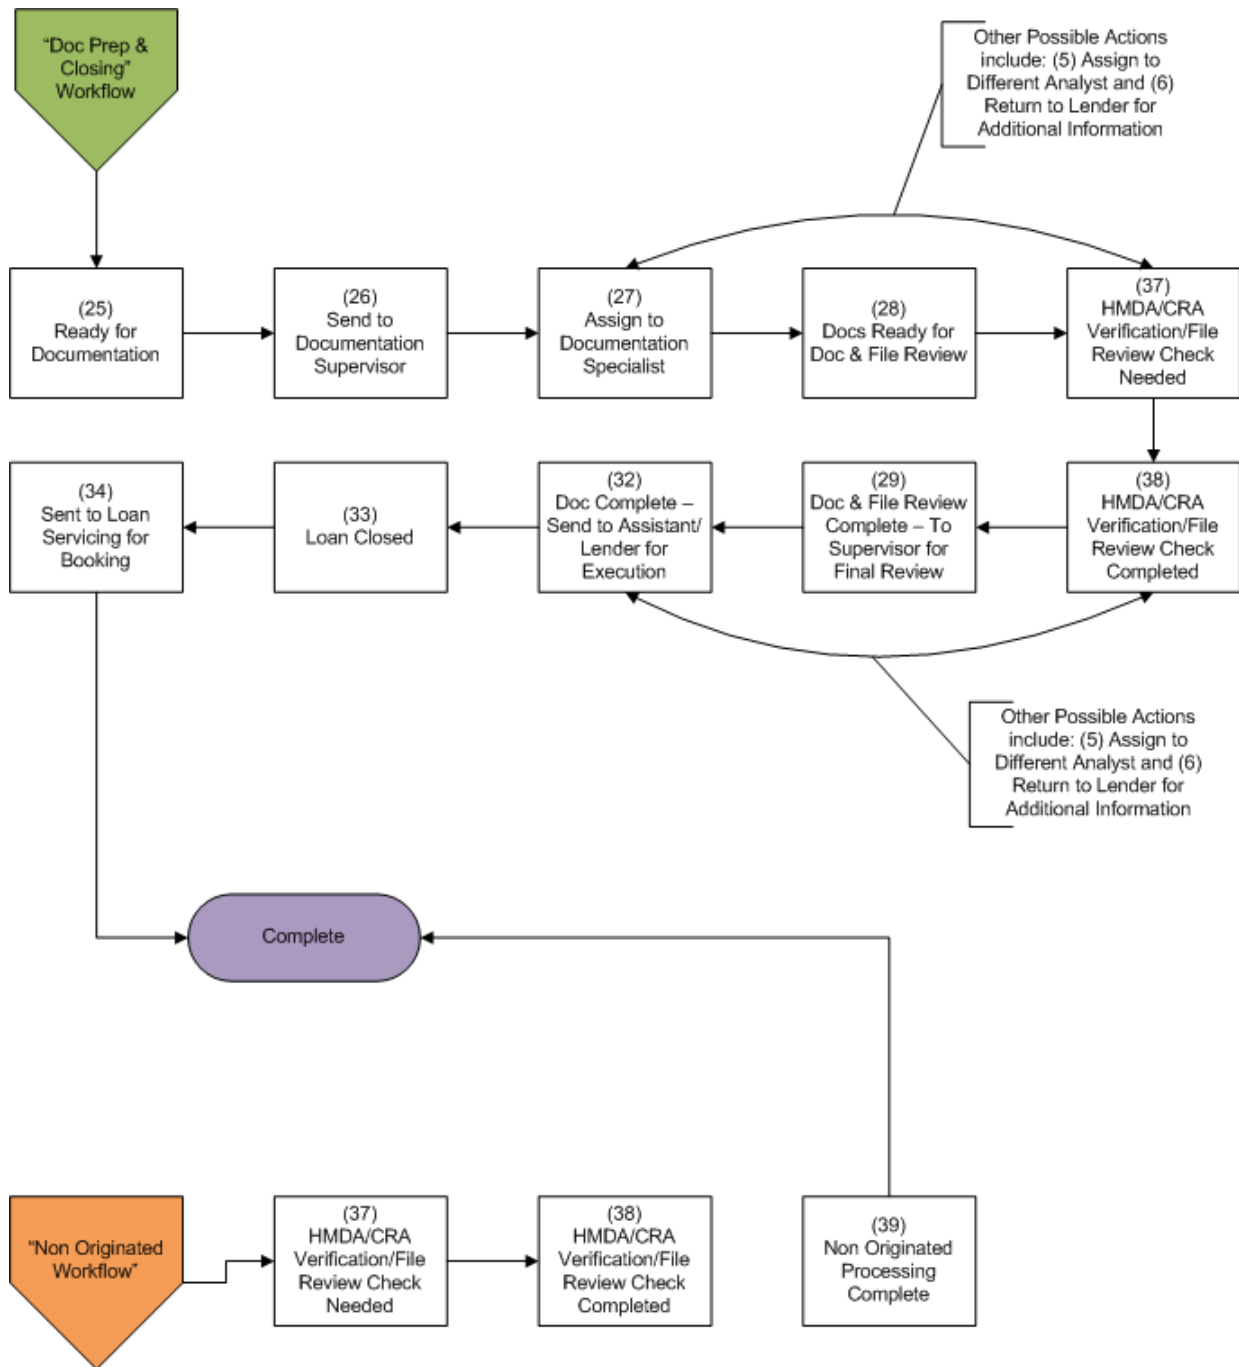 “Doc Prep &
Closing”
Workflow
Other Possible Actions
include: (5) Assign to
Different Analyst and (6)
Return to Lender for
Additional Information
(25)
Ready for
Documentation
(26)
Send to
Documentation
Supervisor
(27)
Assign to
Documentation
Specialist
(28)
Docs Ready for
Doc & File Review
(37)
HMDA/CRA
Verification/File
Review Check
Needed
(34)
Sent to Loan
Servicing for
Booking
(33)
Loan Closed
(32)
Doc Complete –
Send to Assistant/
Lender for
Execution
(29)
Doc & File Review
Complete – To
Supervisor for
Final Review
(38)
HMDA/CRA
Verification/File
Review Check
Completed
Other Possible Actions
include: (5) Assign to
Different Analyst and (6)
Return to Lender for
Additional Information
Complete
“Non Originated
Workflow”
(37)
HMDA/CRA
Verification/File
Review Check
Needed
(38)
HMDA/CRA
Verification/File
Review Check
Completed
(39)
Non Originated
Processing
Complete